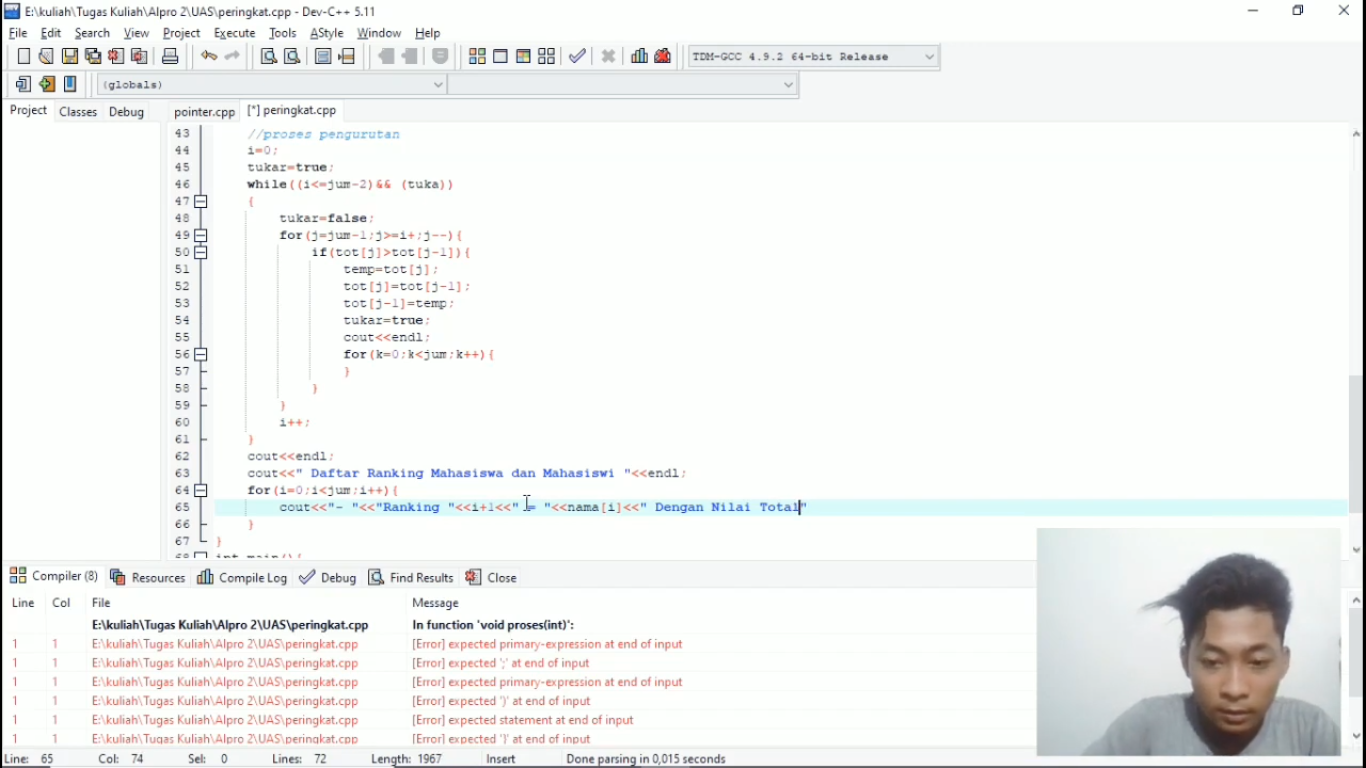 E:\kuliah\Tugas Kuliah\Alpro 2\UAS\peringkat.cpp - Dev-C++ 5.11
File Edit Search View Project Execute Tools AStyle Window Help
TDM-GCC 4.9.2 64-bit Release
(globals)
Project Classes Debug pointer.cpp [*] peringkat.cpp
43 //proses pengurutan
44 i=0;
45 tukar=true;
46 while((i<=jum-2)&& (tuka))
47 {
48 tukar=false;
49 for(j=jum-1;j>=i+;j--){
50 if(tot[j]>tot[j-1]){
51 temp=tot[j];
52 tot[j]=tot[j-1];
53 tot[j-1]=temp;
54 tukar=true;
55 cout<<endl;
56 for(k=0;k<jum;k++){
57 }
58 }
59 }
60 i++;
61 }
62 cout<<endl;
63 cout<<" Daftar Ranking Mahasiswa dan Mahasiswi "<<endl;
64 for(i=0;i<jum;i++){
65 cout<<"- "<<"Ranking "<<i+1<<" = "<<nama[i]<<" Dengan Nilai Total"
66 }
67 }
68 int main(){
Compiler (8) Resources Compile Log Debug Find Results Close
Line Col File Message
E:\kuliah\Tugas Kuliah\Alpro 2\UAS\peringkat.cpp In function 'void proses(int)':
1 1 E:\kuliah\Tugas Kuliah\Alpro 2\UAS\peringkat.cpp [Error] expected primary-expression at end of input
1 1 E:\kuliah\Tugas Kuliah\Alpro 2\UAS\peringkat.cpp [Error] expected ';' at end of input
1 1 E:\kuliah\Tugas Kuliah\Alpro 2\UAS\peringkat.cpp [Error] expected primary-expression at end of input
1 1 E:\kuliah\Tugas Kuliah\Alpro 2\UAS\peringkat.cpp [Error] expected ')' at end of input
1 1 E:\kuliah\Tugas Kuliah\Alpro 2\UAS\peringkat.cpp [Error] expected statement at end of input
1 1 E:\kuliah\Tugas Kuliah\Alpro 2\UAS\peringkat.cpp [Error] expected '}' at end of input
Line: 65 Col: 74 Sel: 0 Lines: 72 Length: 1967 Insert Done parsing in 0,015 seconds